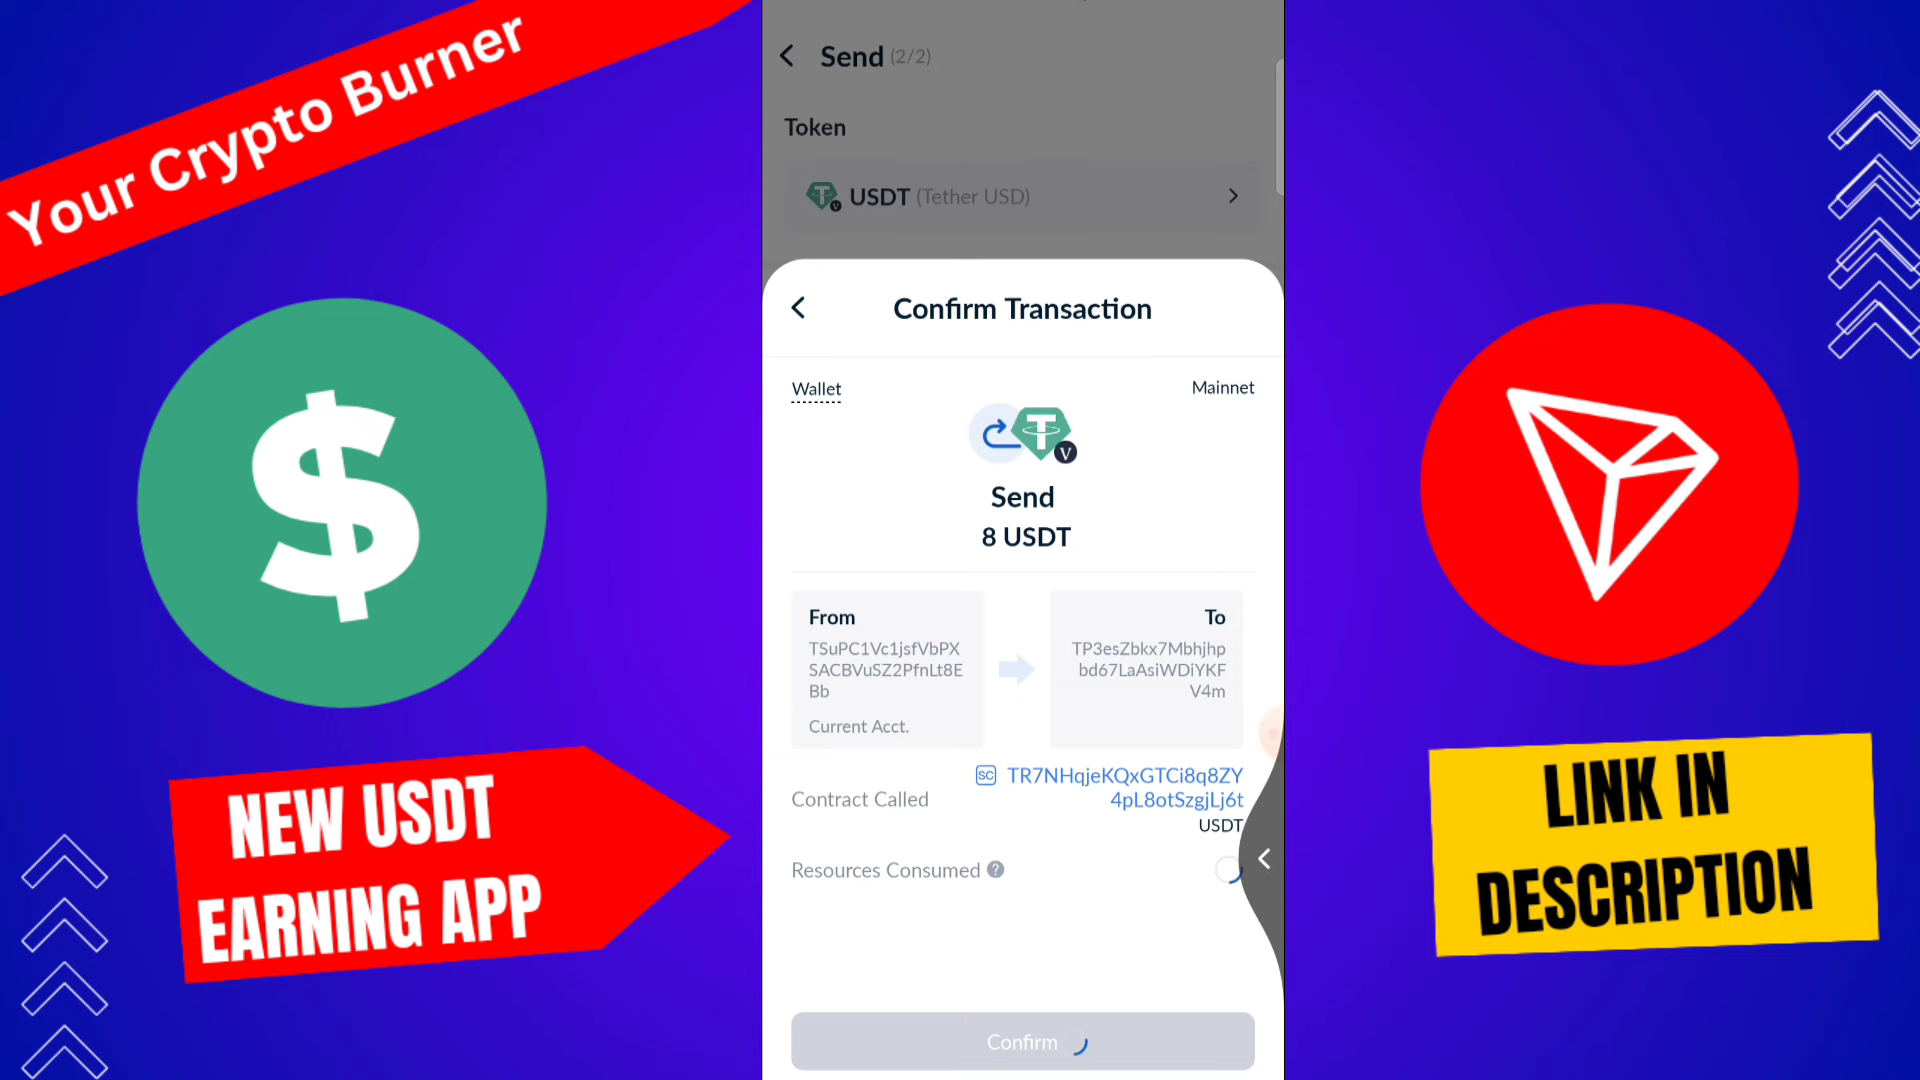 Your Crypto Burner
Send (2/2)
Token
USDT (Tether USD)
Confirm Transaction
Wallet
Mainnet
V
Send
8 USDT
From
TSuPC1Vc1jsfVbPX
SACBVuSZ2PfnLt8E
Bb
Current Acct.
To
TP3esZbkx7Mbhjhp
bd67LaAsiWDiYKF
V4m
Contract Called
SC TR7NHqjeKQxGTCi8q8ZY
4pL8otSzgjLj6t
USDT
Resources Consumed ?
Confirm
$
NEW USDT
EARNING APP
LINK IN
DESCRIPTION